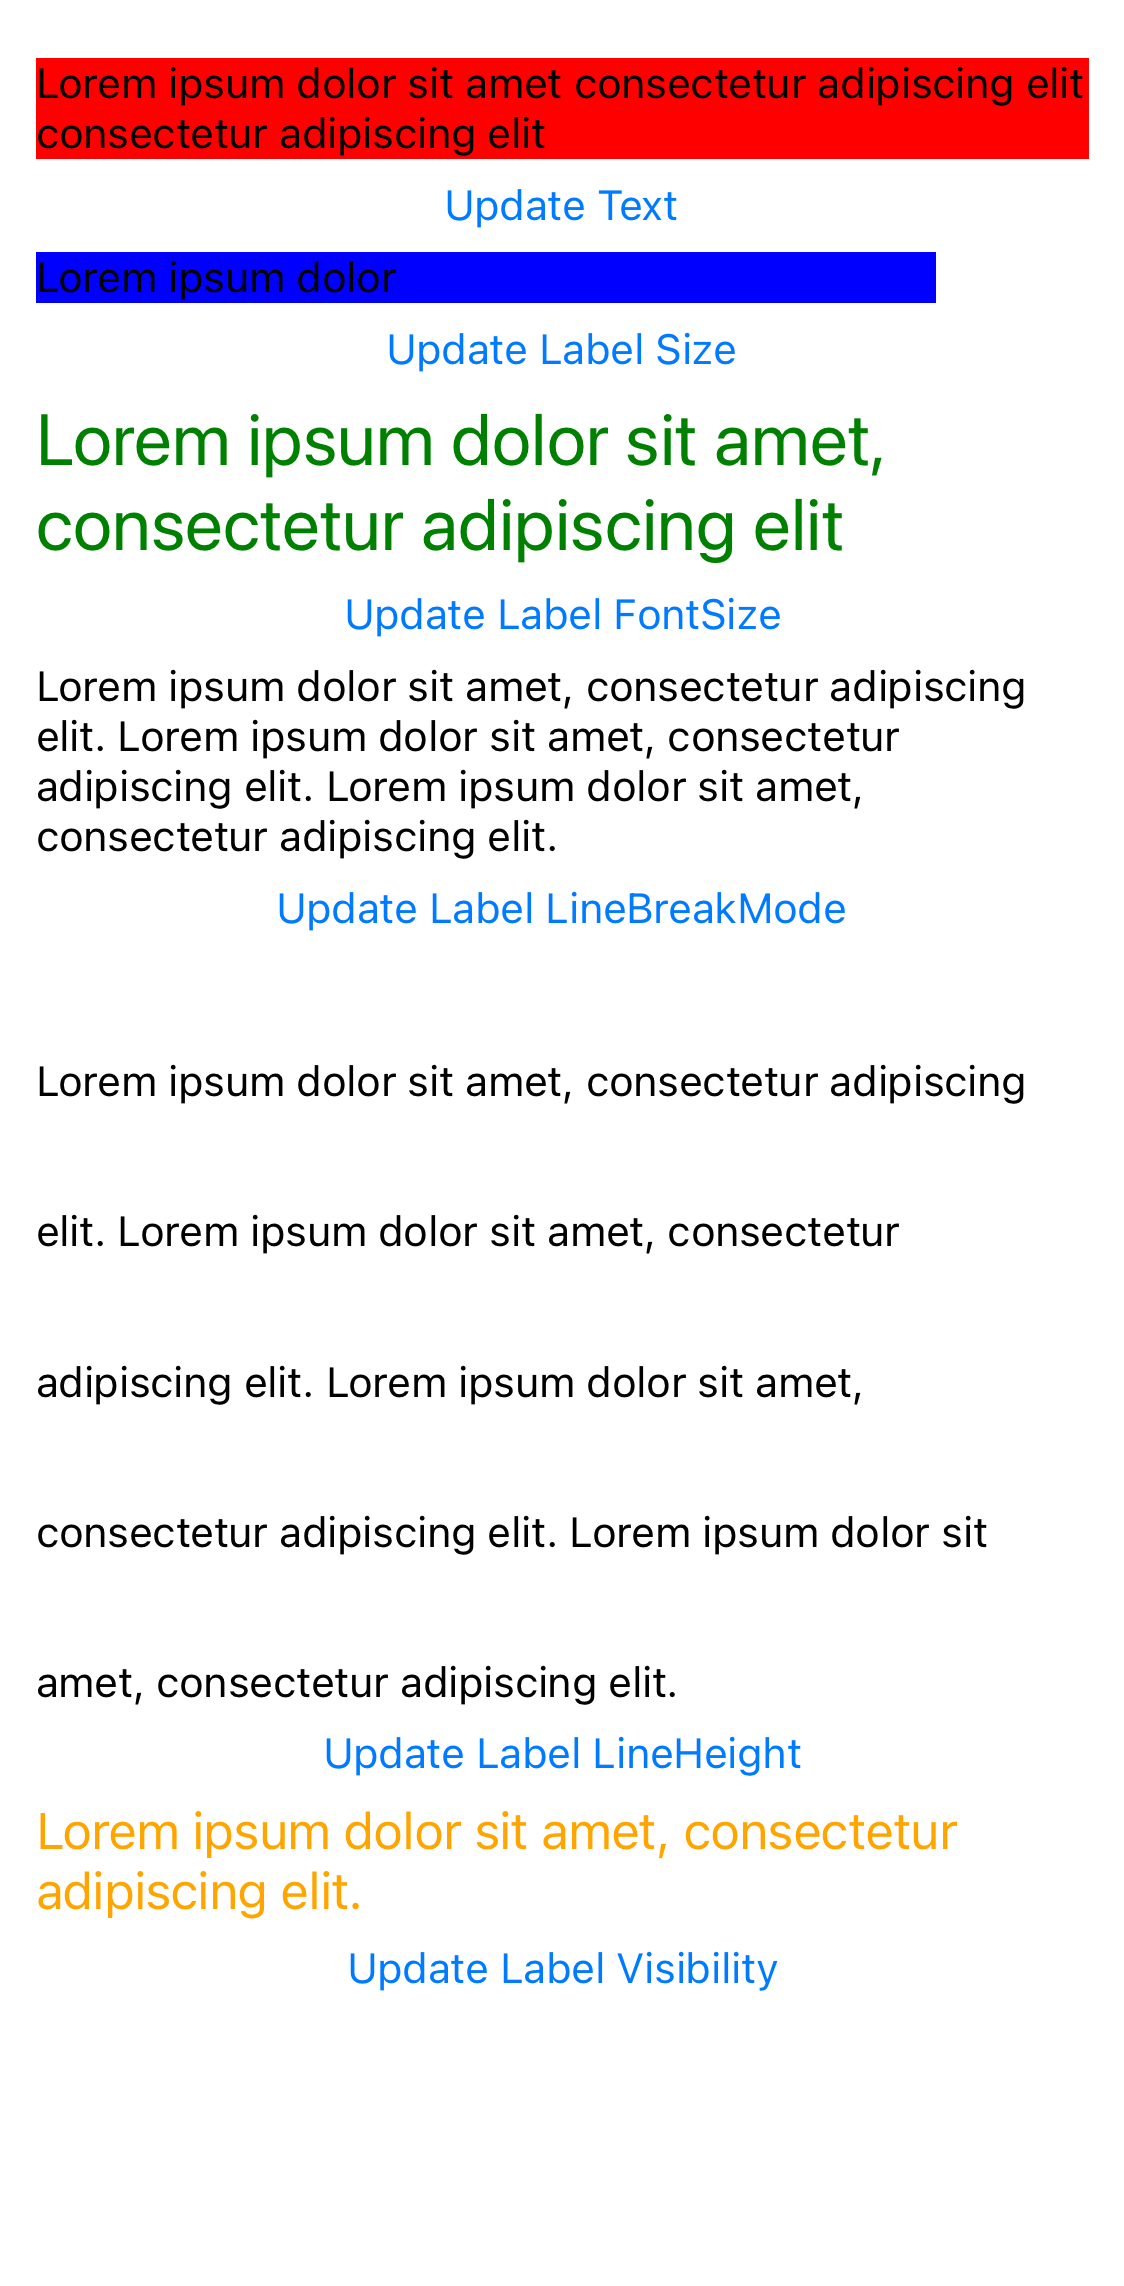 Lorem ipsum dolor sit amet consectetur adipiscing elit
consectetur adipiscing elit
Update Text
Lorem ipsum dolor
Update Label Size
Lorem ipsum dolor sit amet,
consectetur adipiscing elit
Update Label FontSize
Lorem ipsum dolor sit amet, consectetur adipiscing
elit. Lorem ipsum dolor sit amet, consectetur
adipiscing elit. Lorem ipsum dolor sit amet,
consectetur adipiscing elit.
Update Label LineBreakMode
Lorem ipsum dolor sit amet, consectetur adipiscing
elit. Lorem ipsum dolor sit amet, consectetur
adipiscing elit. Lorem ipsum dolor sit amet,
consectetur adipiscing elit. Lorem ipsum dolor sit
amet, consectetur adipiscing elit.
Update Label LineHeight
Lorem ipsum dolor sit amet, consectetur
adipiscing elit.
Update Label Visibility